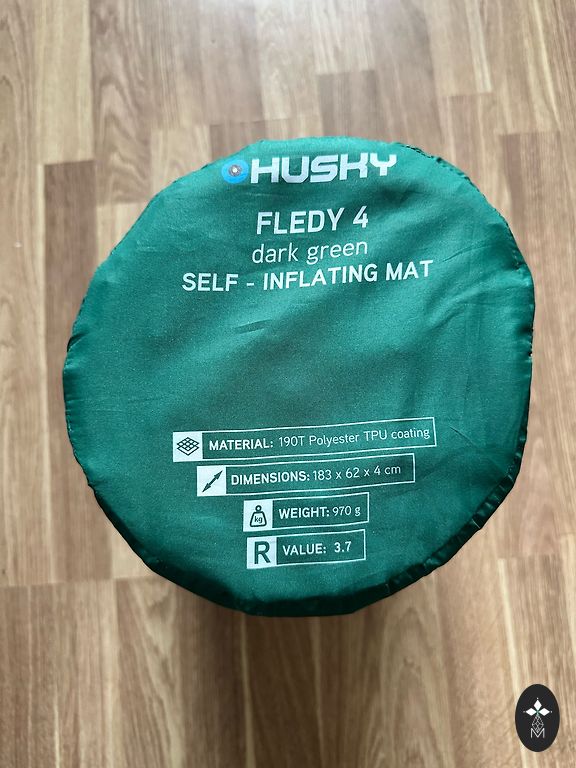 HUSKY
FLEDY 4
dark green
SELF - INFLATING MAT
MATERIAL: 190T Polyester TPU coating
DIMENSIONS: 183 x 62 x 4 cm
kg WEIGHT: 970 g
R VALUE: 3.7
M